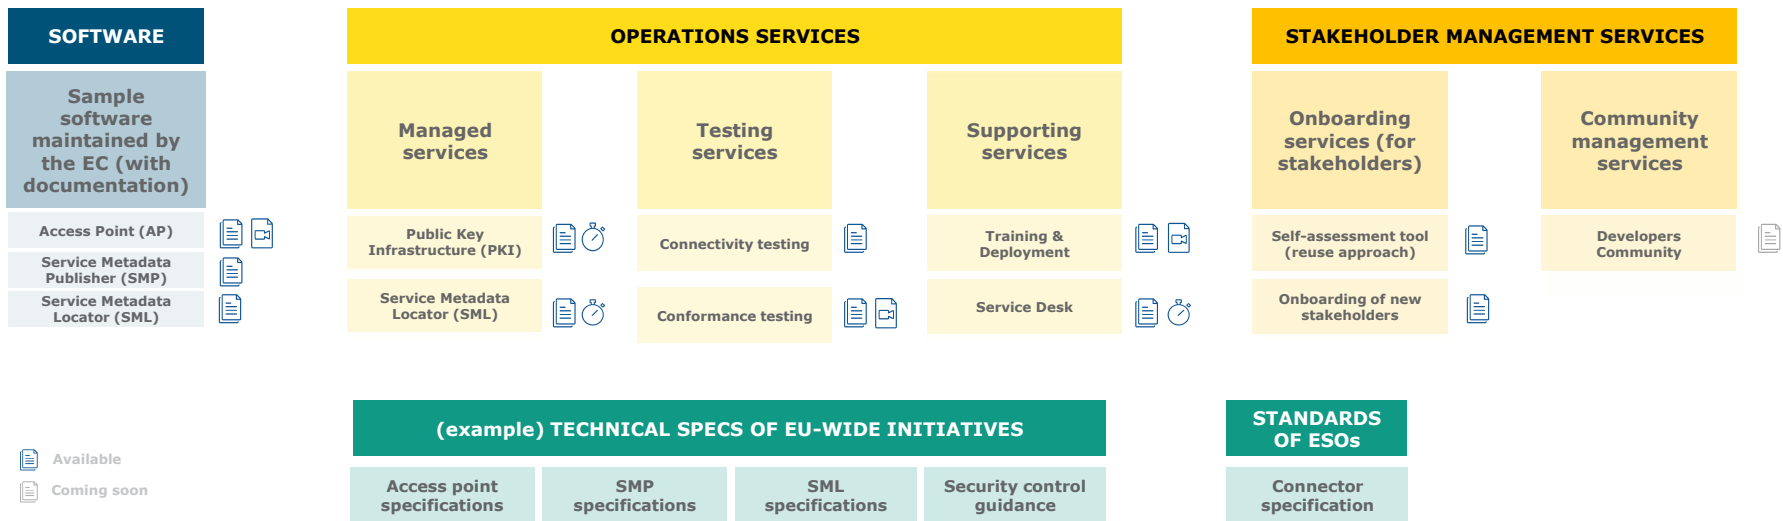 SOFTWARE
Sample
software
maintained by
the EC (with
documentation)
Access Point (AP)
Service Metadata
Publisher (SMP)
Service Metadata
Locator (SML)
OPERATIONS SERVICES
Managed
services
Public Key
Infrastructure (PKI)
Service Metadata
Locator (SML)
Testing
services
Connectivity testing
Conformance testing
Supporting
services
Training &
Deployment
Service Desk
STAKEHOLDER MANAGEMENT SERVICES
Onboarding
services (for
stakeholders)
Self-assessment tool
(reuse approach)
Onboarding of new
stakeholders
Community
management
services
Developers
Community
(example) TECHNICAL SPECS OF EU-WIDE INITIATIVES
Access point
specifications
SMP
specifications
SML
specifications
Security control
guidance
STANDARDS
OF ESOs
Connector
specification
Available
Coming soon